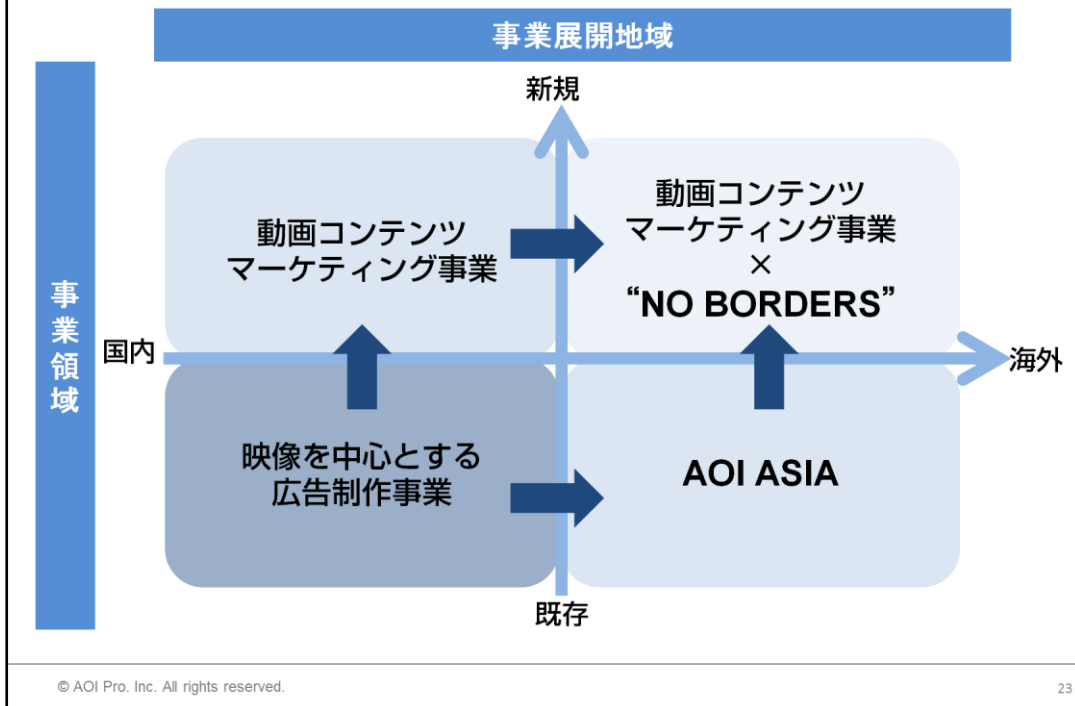 事業展開地域
事業領域
新規
動画コンテンツ
マーケティング事業
動画コンテンツ
マーケティング事業
×
“NO BORDERS”
国内
海外
映像を中心とする
広告制作事業
AOI ASIA
既存
© AOI Pro. Inc. All rights reserved.
23